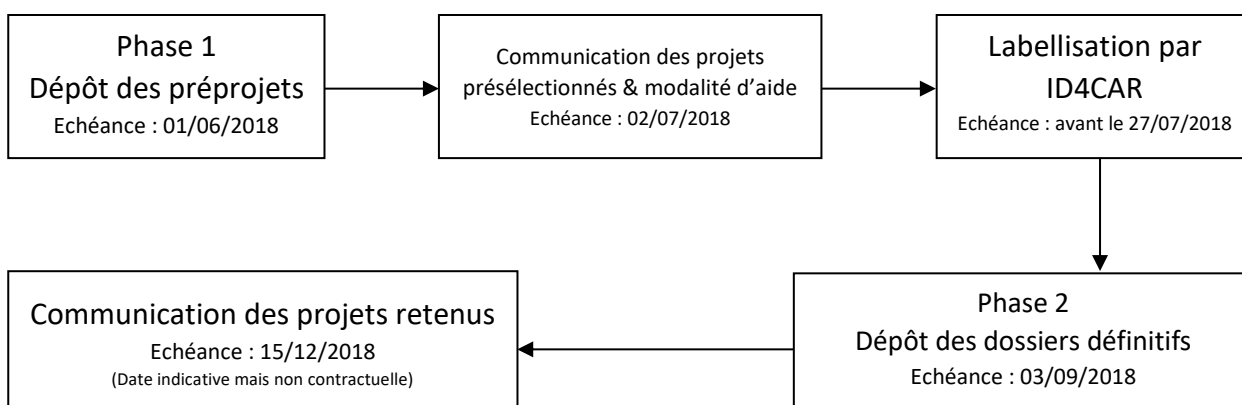 Phase 1
Dépôt des préprojets
Echéance : 01/06/2018
Communication des projets
présélectionnés & modalité d’aide
Echéance : 02/07/2018
Labellisation par
ID4CAR
Echéance : avant le 27/07/2018
Phase 2
Dépôt des dossiers définitifs
Echéance : 03/09/2018
Communication des projets retenus
Echéance : 15/12/2018
(Date indicative mais non contractuelle)